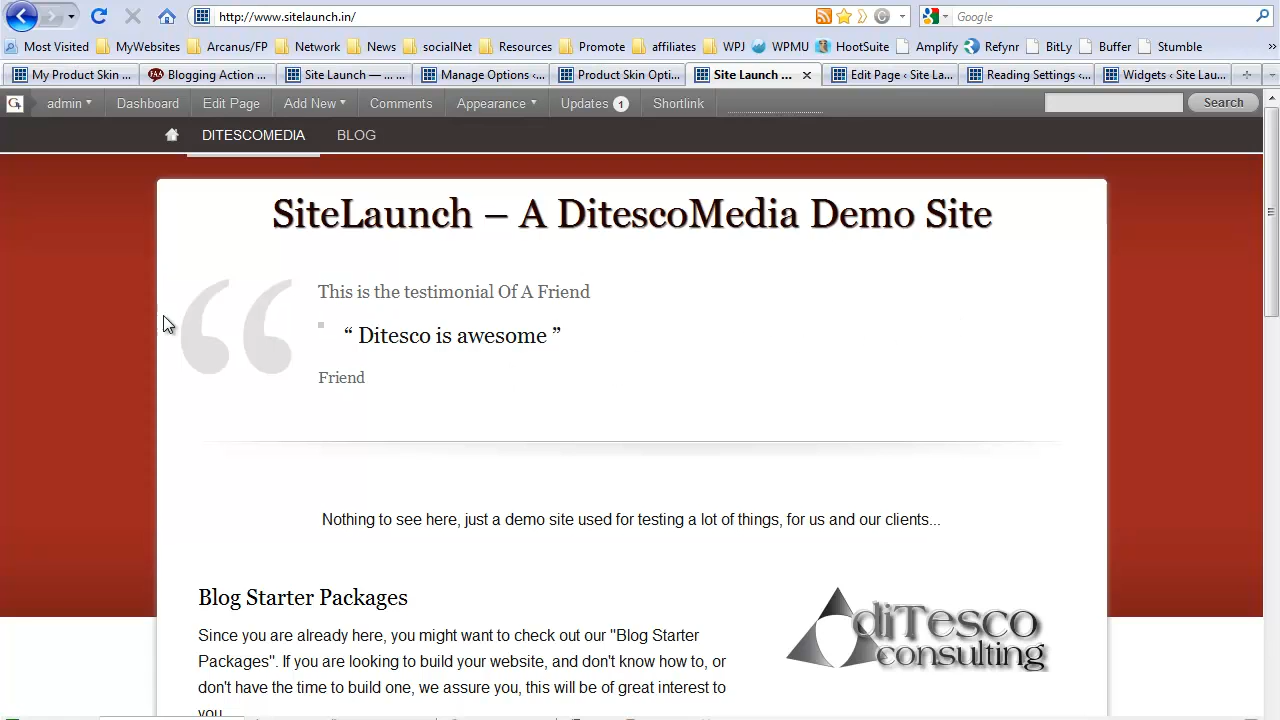 http://www.sitelaunch.in/
Google
Most Visited MyWebsites Arcanus/FP Network News socialNet Resources Promote affiliates WPJ WPMU HootSuite Amplify Refynr BitLy Buffer Stumble »
My Product Skin ... Blogging Action ... Site Launch — ... ... Manage Options <... Product Skin Opti... Site Launch ... Edit Page < Site La... Reading Settings <... Widgets < Site Lau...
admin Dashboard Edit Page Add New Comments Appearance Updates 1 Shortlink Search
DITESCOMEDIA BLOG
SiteLaunch – A DitescoMedia Demo Site
This is the testimonial Of A Friend
“ Ditesco is awesome ”
Friend
Nothing to see here, just a demo site used for testing a lot of things, for us and our clients...
Blog Starter Packages
Since you are already here, you might want to check out our "Blog Starter
Packages". If you are looking to build your website, and don't know how to, or
don't have the time to build one, we assure you, this will be of great interest to
you
diTesco
consulting